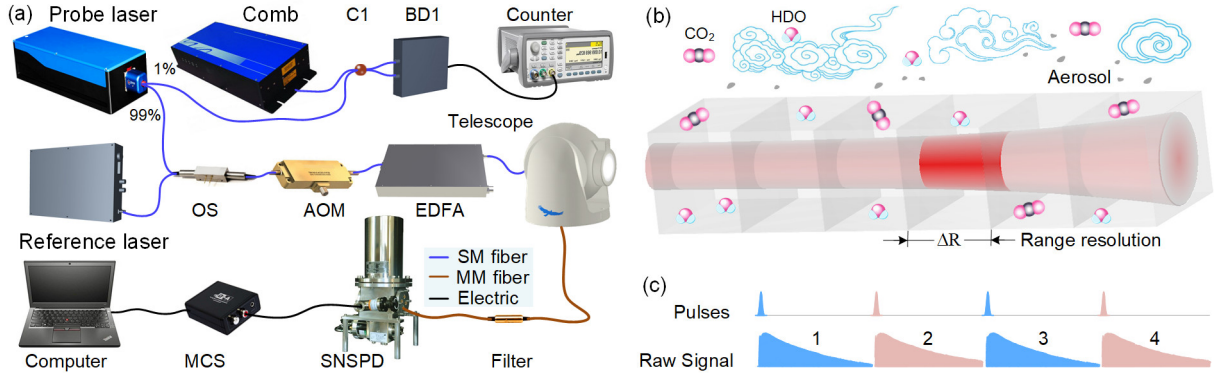 (a) Probe laser Comb C1 BD1 Counter
1%
99%
Telescope
OS AOM EDFA
Reference laser
SM fiber
MM fiber
Electric
Computer MCS SNSPD Filter
(b)
CO2 HDO
Aerosol
ΔR Range resolution
(c)
Pulses
Raw Signal 1 2 3 4